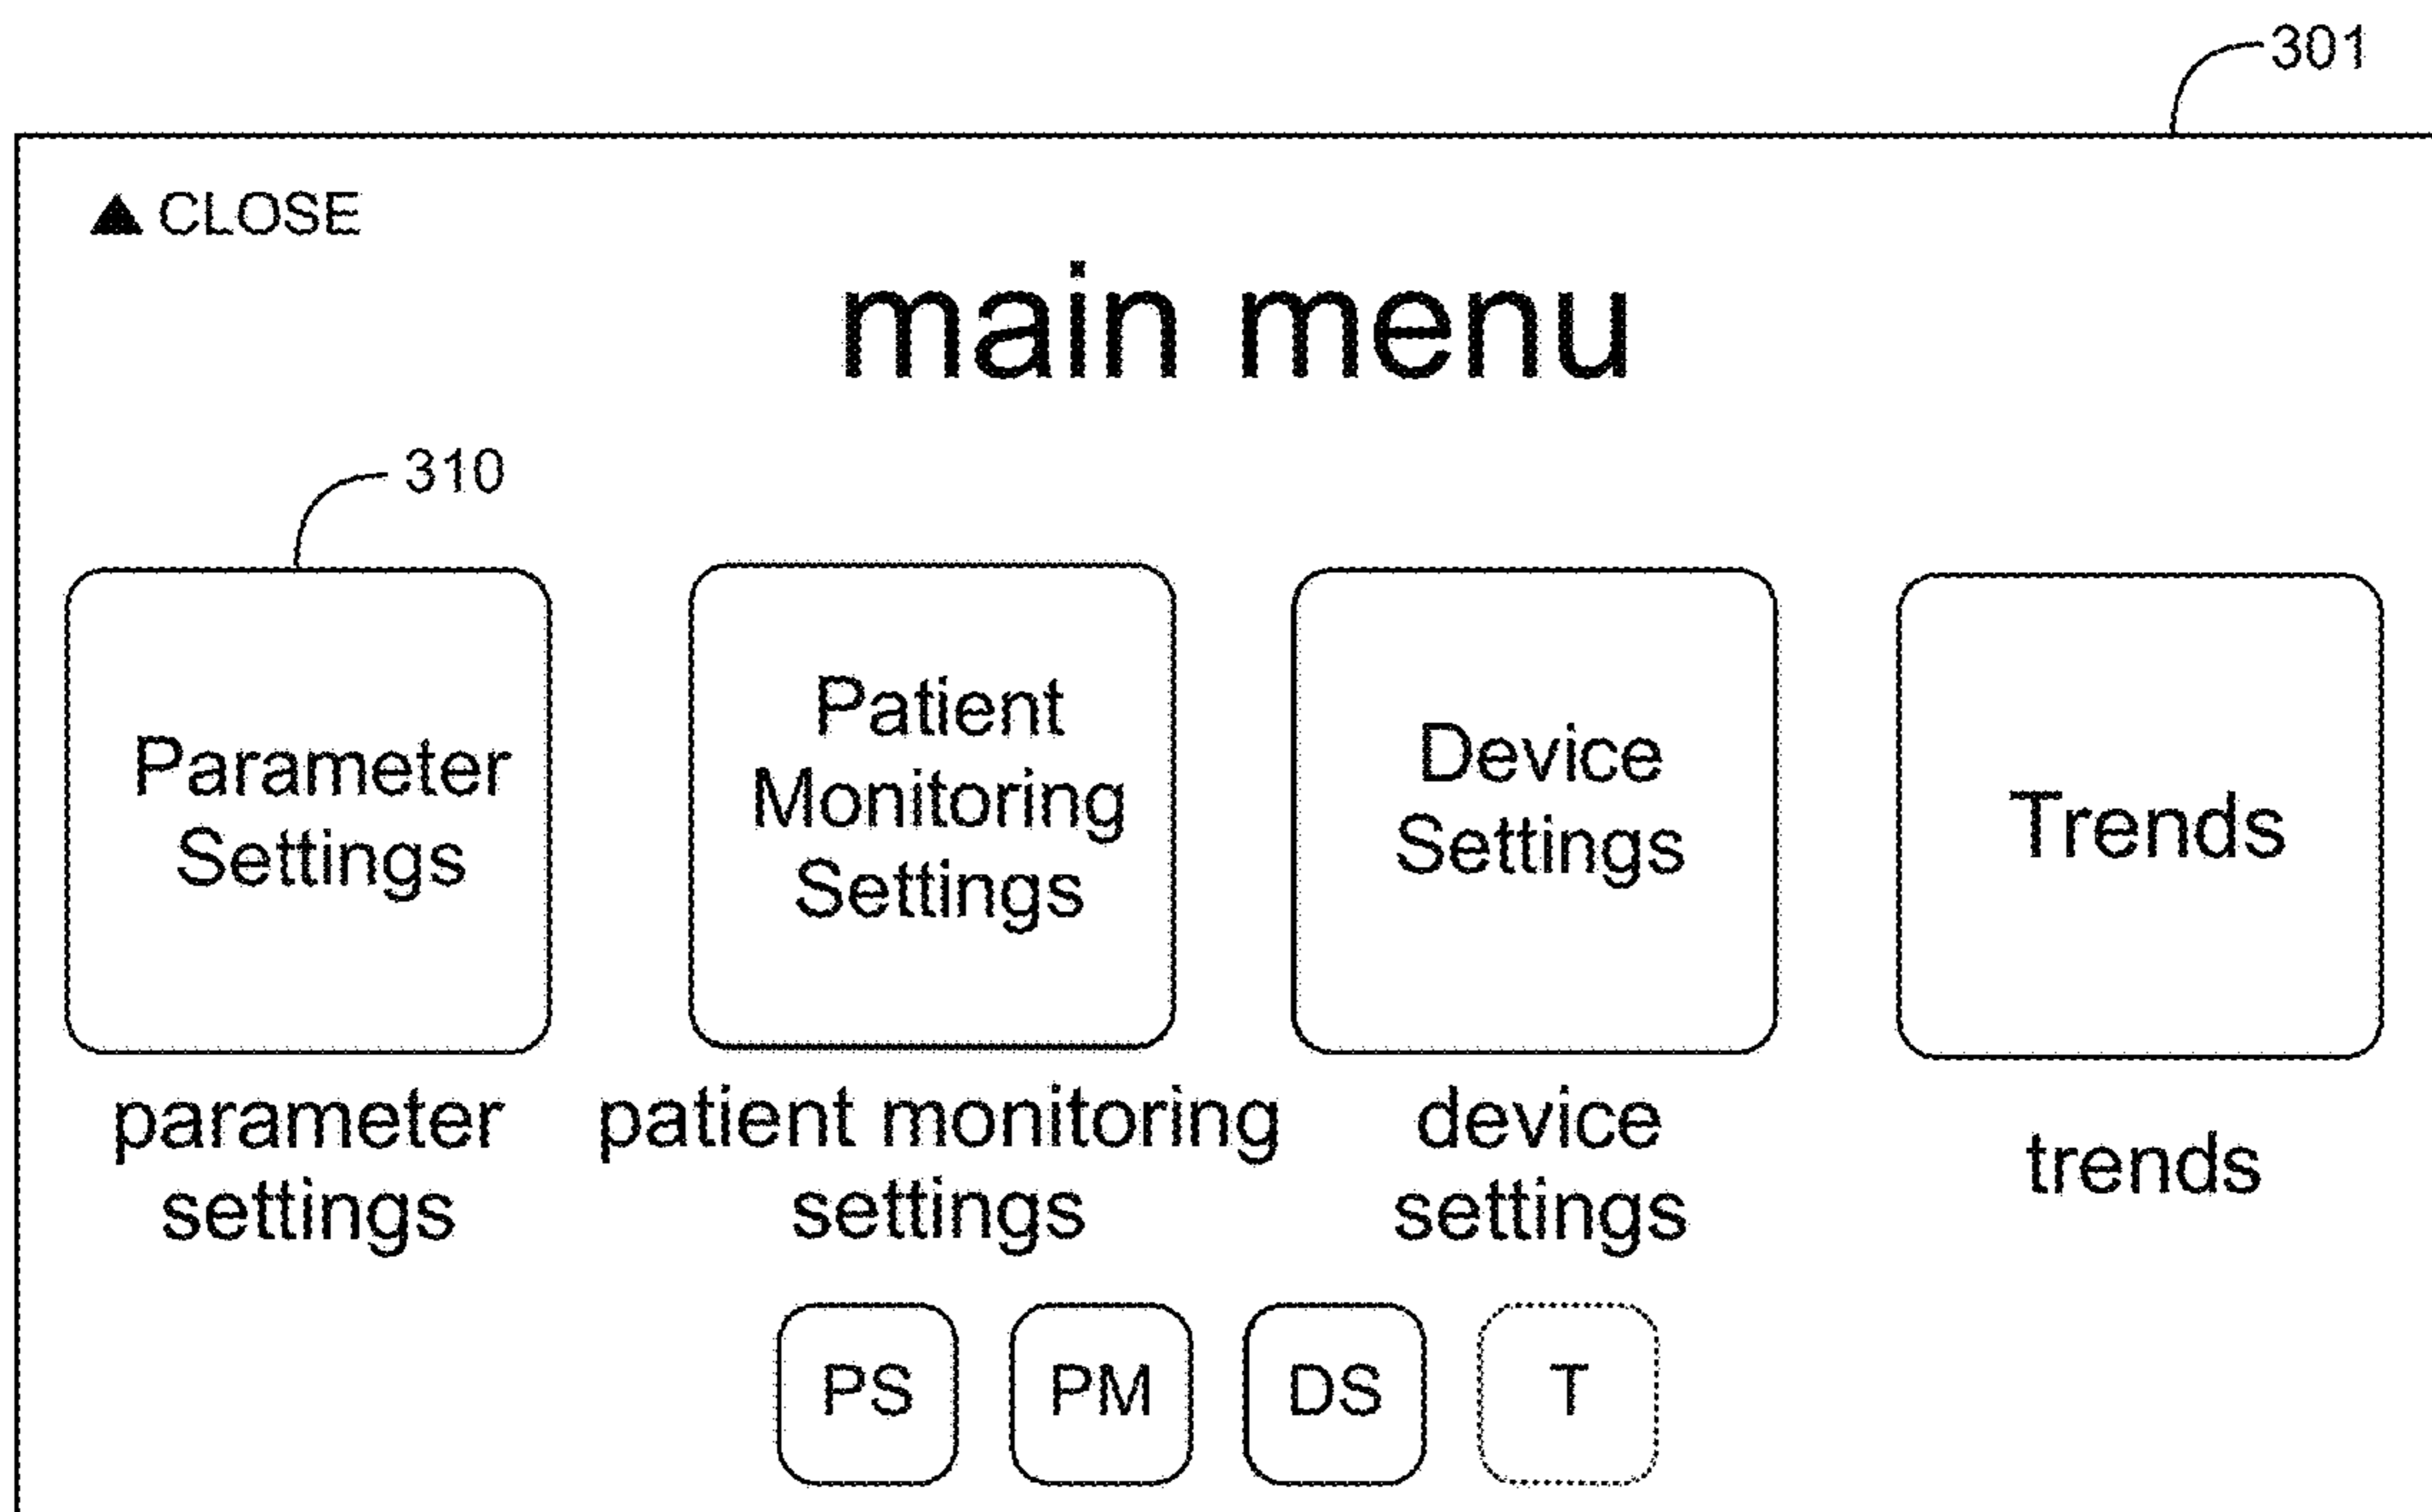 301
▲ CLOSE
main menu
310
Parameter
Settings
Patient
Monitoring
Settings
Device
Settings
Trends
parameter
settings
patient monitoring
settings
device
settings
trends
PS
PM
DS
T